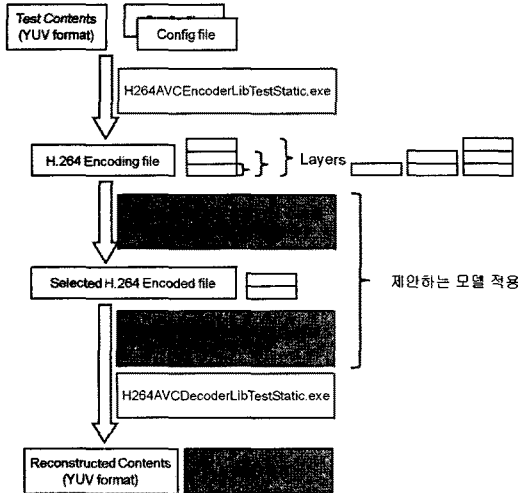 Test Contents
(YUV format)
Config file
H264AVCEncoderLibTestStatic.exe
H.264 Encoding file
Layers
Selected H.264 Encoded file
제안하는 모델 적용
H264AVCDecoderLibTestStatic.exe
Reconstructed Contents
(YUV format)